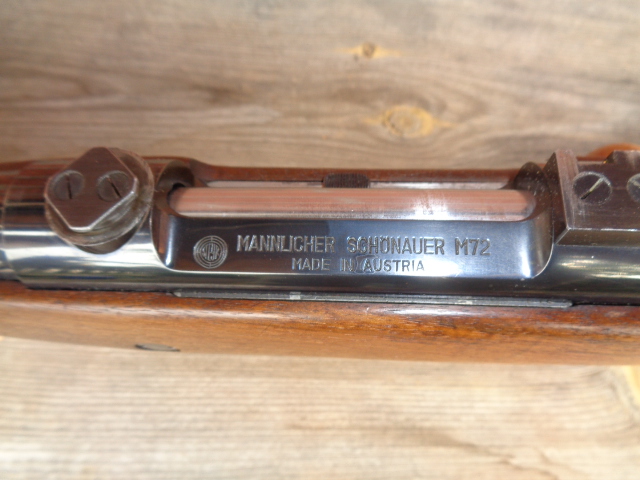 MANNLICHER SCHÖNAUER M72
MADE IN AUSTRIA